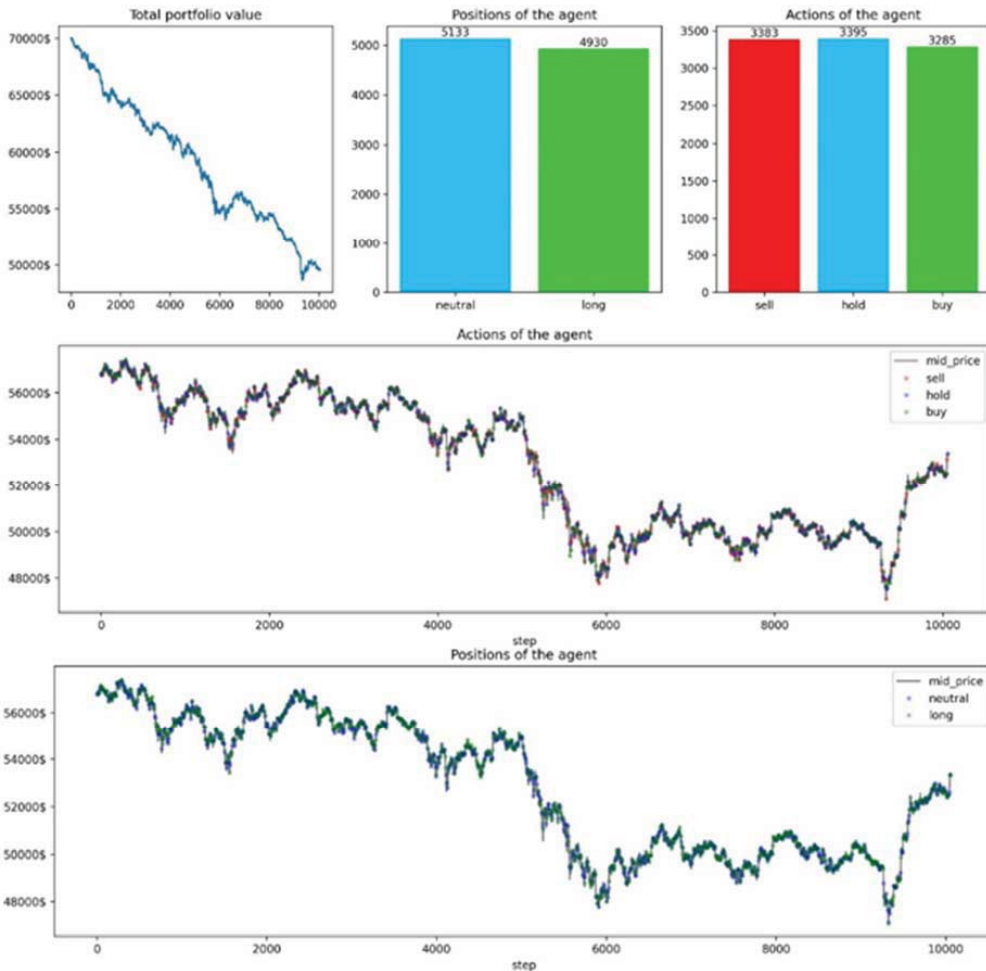 Total portfolio value
70000$
65000$
60000$
55000$
50000$
0 2000 4000 6000 8000 10000
Positions of the agent
5133
4930
5000
4000
3000
2000
1000
0
neutral long
Actions of the agent
3383 3395 3285
3500
3000
2500
2000
1500
1000
500
0
sell hold buy
Actions of the agent
56000$
54000$
52000$
50000$
48000$
mid_price
sell
hold
buy
0 2000 4000 6000 8000 10000
step
Positions of the agent
56000$
54000$
52000$
50000$
48000$
mid_price
neutral
long
0 2000 4000 6000 8000 10000
step